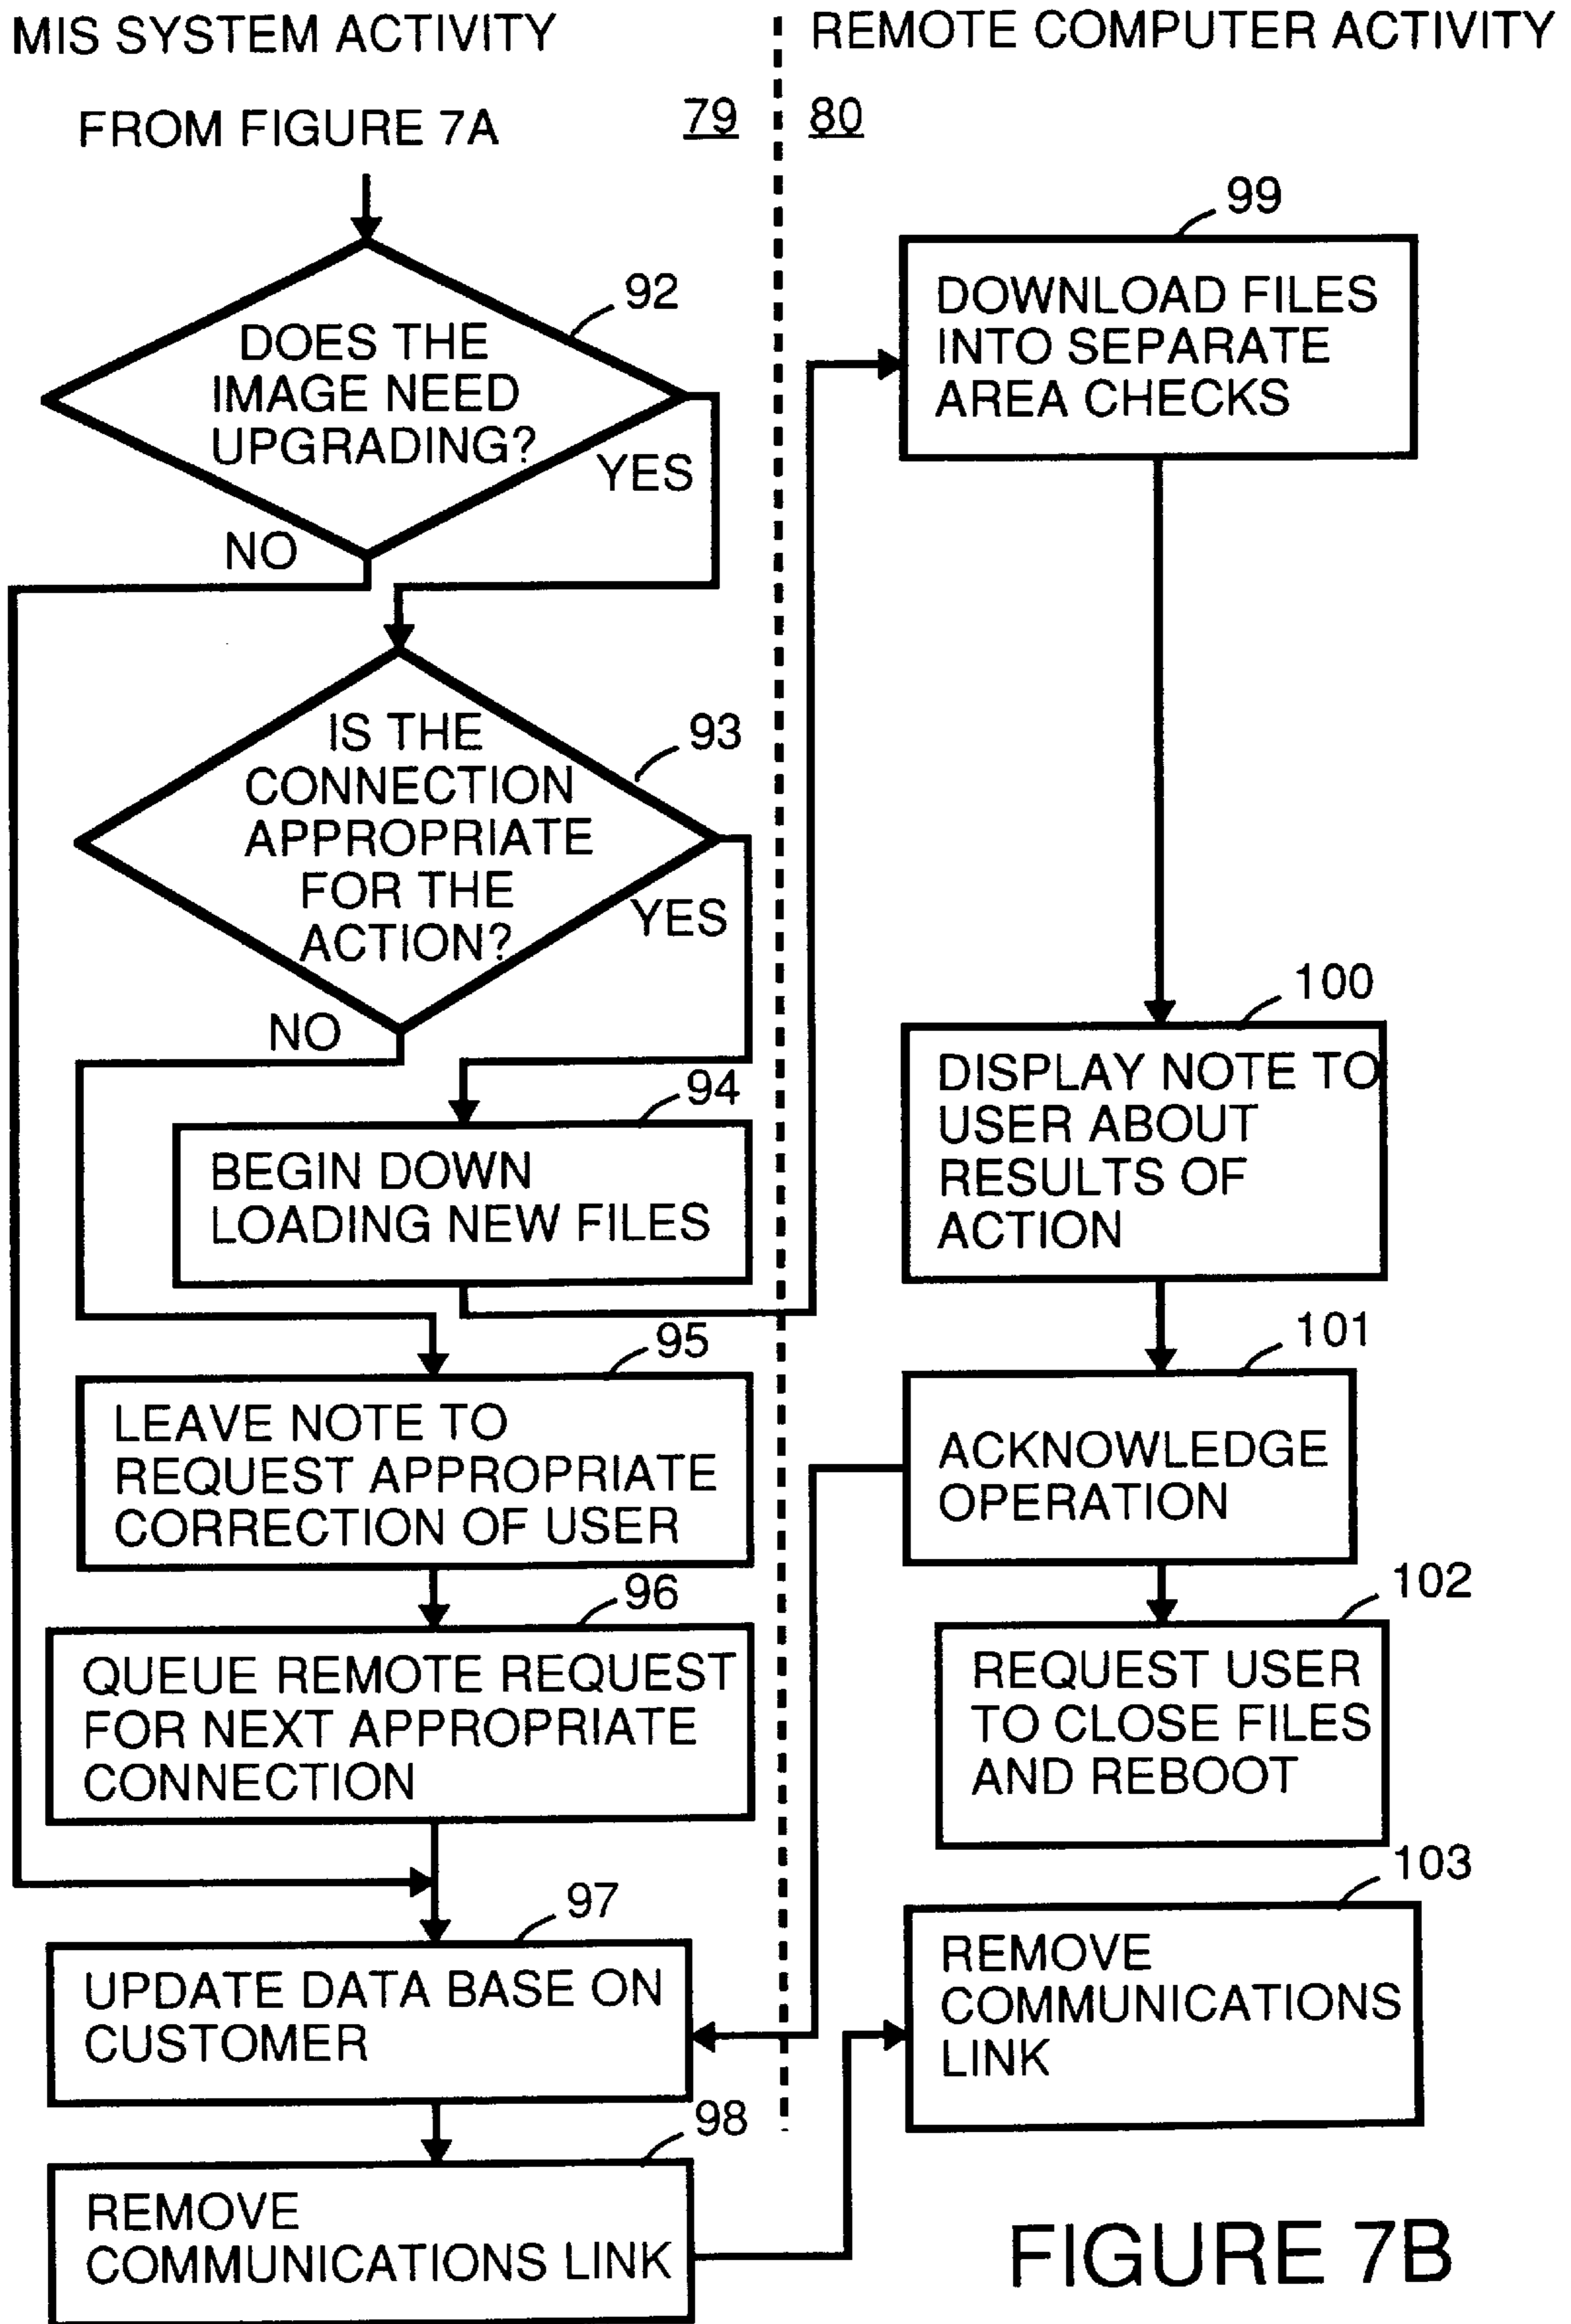 MIS SYSTEM ACTIVITY
REMOTE COMPUTER ACTIVITY
FROM FIGURE 7A
79
80
92
DOES THE
IMAGE NEED
UPGRADING?
YES
NO
93
IS THE
CONNECTION
APPROPRIATE
FOR THE
ACTION?
YES
NO
94
BEGIN DOWN
LOADING NEW FILES
95
LEAVE NOTE TO
REQUEST APPROPRIATE
CORRECTION OF USER
96
QUEUE REMOTE REQUEST
FOR NEXT APPROPRIATE
CONNECTION
97
UPDATE DATA BASE ON
CUSTOMER
98
REMOVE
COMMUNICATIONS LINK
99
DOWNLOAD FILES
INTO SEPARATE
AREA CHECKS
100
DISPLAY NOTE TO
USER ABOUT
RESULTS OF
ACTION
101
ACKNOWLEDGE
OPERATION
102
REQUEST USER
TO CLOSE FILES
AND REBOOT
103
REMOVE
COMMUNICATIONS
LINK
FIGURE 7B